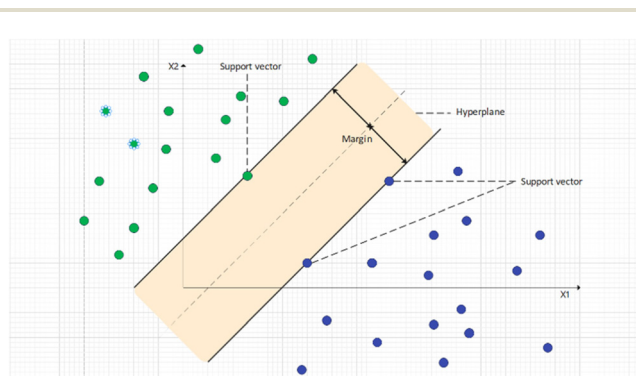 X2
Support vector
Hyperplane
Margin
Support vector
X1